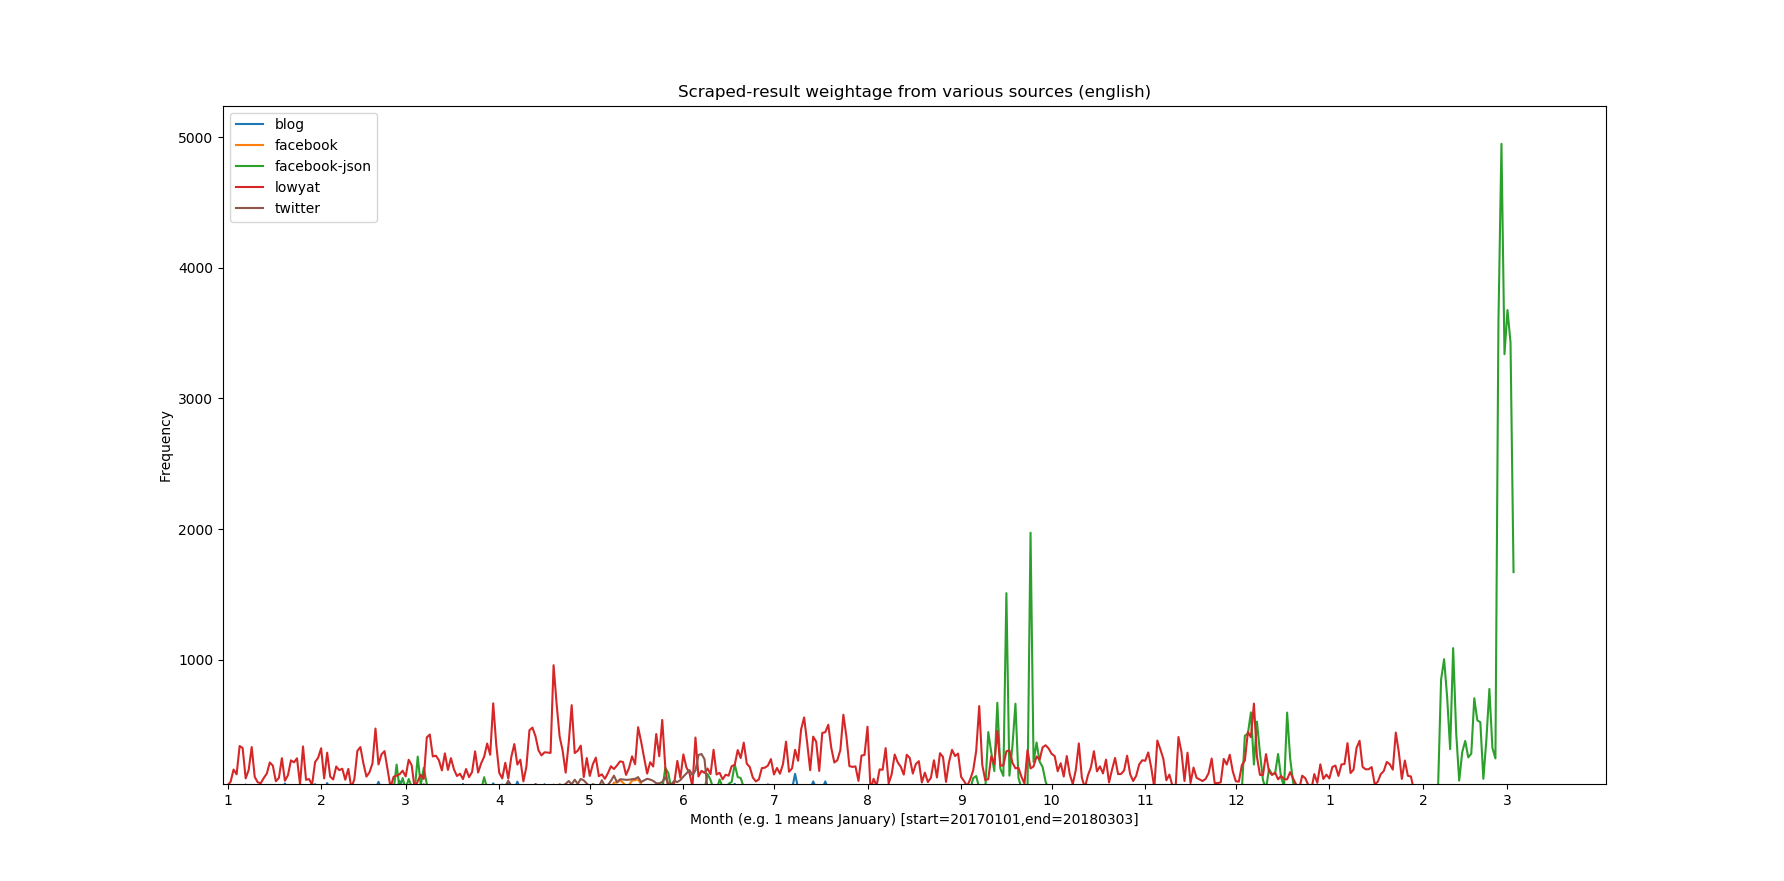 Scraped-result weightage from various sources (english)
blog
facebook
facebook-json
lowyat
twitter
5000
4000
3000
2000
1000
Frequency
1 2 3 4 5 6 7 8 9 10 11 12 1 2 3
Month (e.g. 1 means January) [start=20170101,end=20180303]